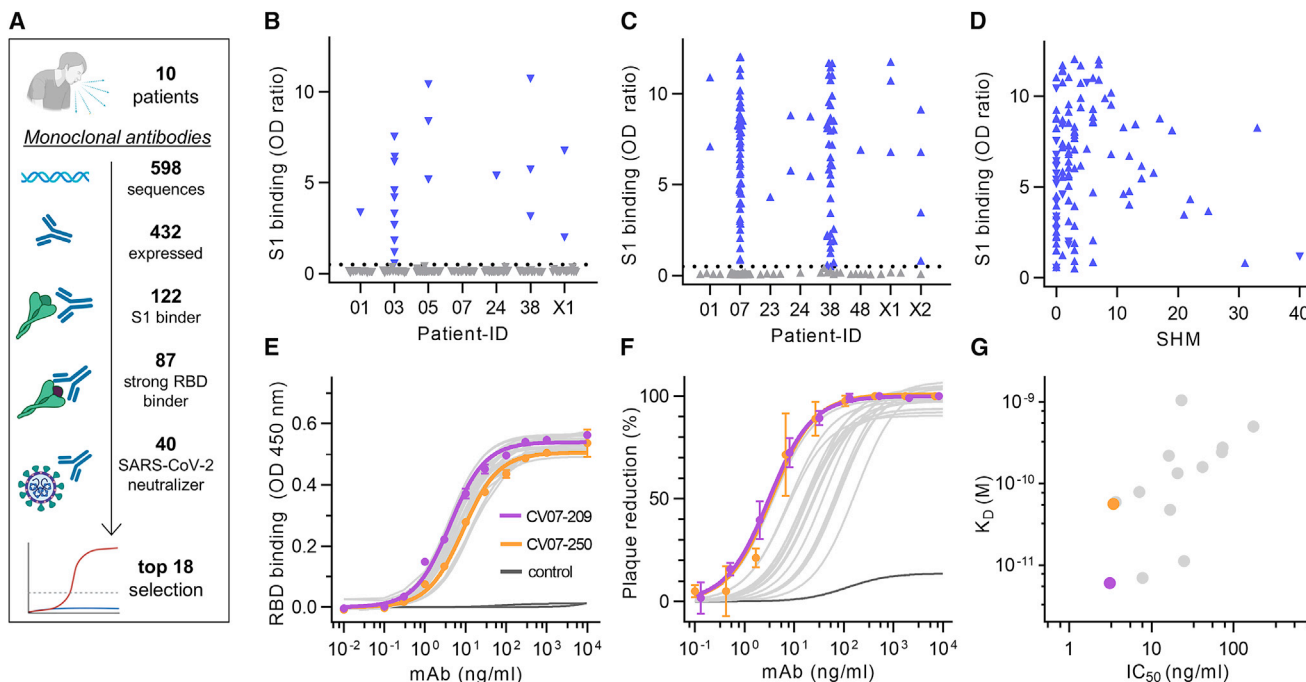 A
10
patients
Monoclonal antibodies
598
sequences
432
expressed
122
S1 binder
87
strong RBD
binder
40
SARS-CoV-2
neutralizer
top 18
selection
B
S1 binding (OD ratio)
10
5
0
01 03 05 07 24 38 X1
Patient-ID
C
S1 binding (OD ratio)
10
5
0
01 07 23 24 38 48 X1 X2
Patient-ID
D
S1 binding (OD ratio)
10
5
0
0 10 20 30 40
SHM
E
RBD binding (OD 450 nm)
0.6
0.4
0.2
0.0
CV07-209
CV07-250
control
10⁻² 10⁻¹ 10⁰ 10¹ 10² 10³ 10⁴
mAb (ng/ml)
F
Plaque reduction (%)
100
50
0
10⁻¹ 10⁰ 10¹ 10² 10³ 10⁴
mAb (ng/ml)
G
K_D (M)
10⁻⁹
10⁻¹⁰
10⁻¹¹
1 10 100
IC₅₀ (ng/ml)